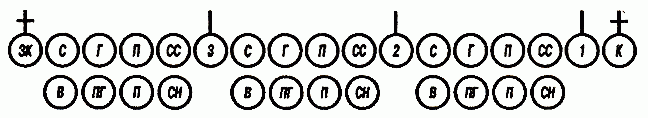 ЗК С Г П СС 3 С Г П СС 2 С Г П СС 1 К
В ПГ П СН В ПГ П СН В ПГ П СН